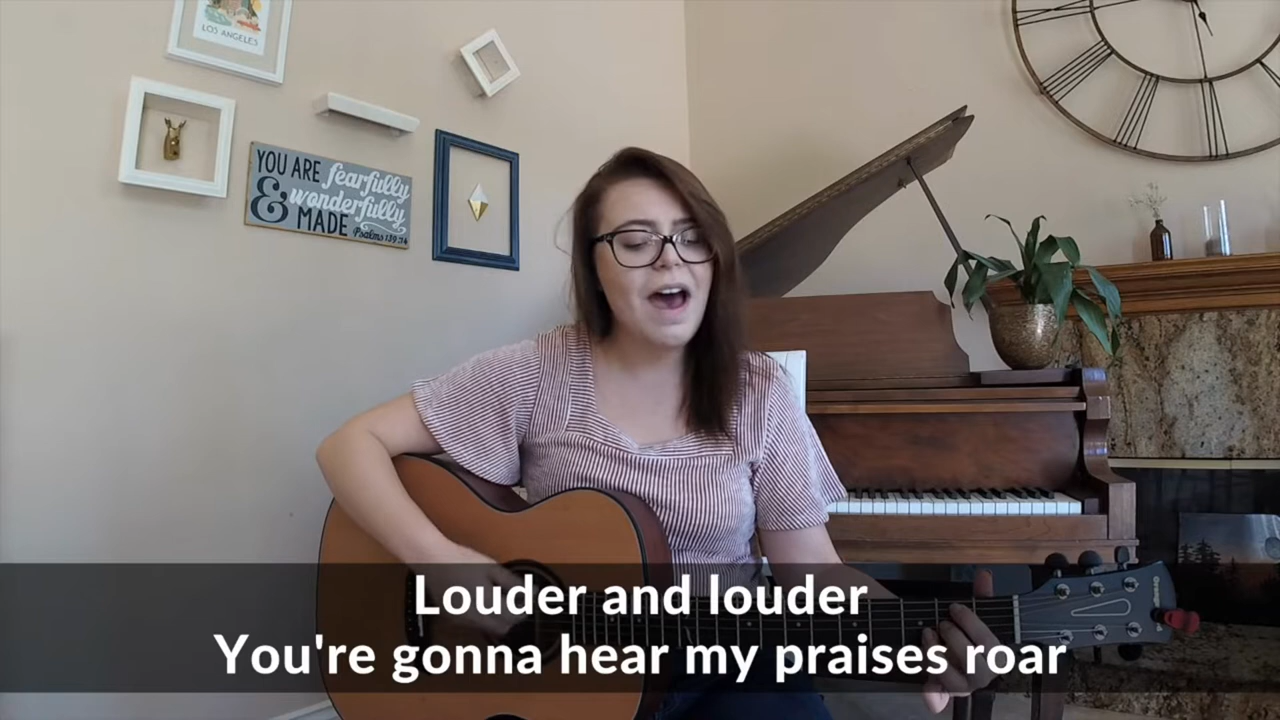 LOS ANGELES
YOU ARE fearfully
& wonderfully
MADE Psalms 139:14
Louder and louder
You're gonna hear my praises roar